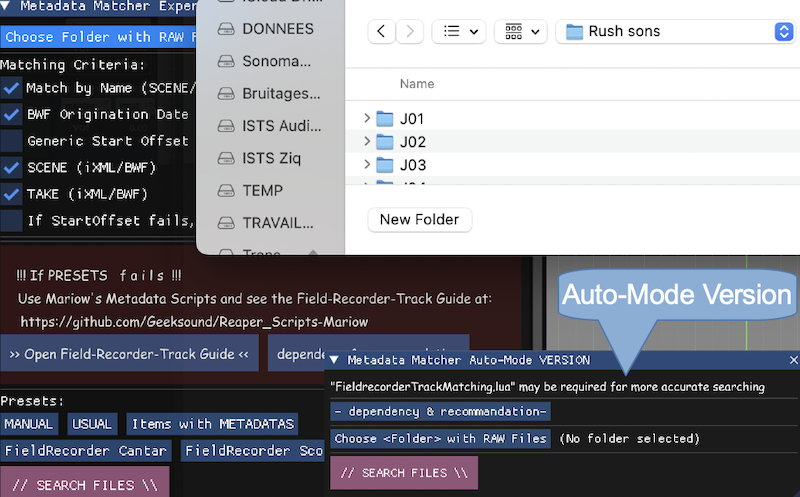 Metadata Matcher Exper
Choose Folder with RAW F
Matching Criteria:
Match by Name (SCENE/
BWF Origination Date
Generic Start Offset
SCENE (iXML/BWF)
TAKE (iXML/BWF)
If StartOffset fails,
DONNEES
Sonoma...
Bruitages...
ISTS Audi...
ISTS Ziq
TEMP
TRAVAIL...
Rush sons
Name
J01
J02
J03
New Folder
!!! If PRESETS fails !!!
Use Mariow's Metadata Scripts and see the Field-Recorder-Track Guide at:
https://github.com/Geeksound/Reaper_Scripts-Mariow
>> Open Field-Recorder-Track Guide <<
Presets:
MANUAL USUAL Items with METADATAS
FieldRecorder Cantar FieldRecorder Sco
// SEARCH FILES \\
Auto-Mode Version
Metadata Matcher Auto-Mode VERSION
"FieldrecorderTrackMatching.lua" may be required for more accurate searching
- dependency & recommandation-
Choose <Folder> with RAW Files (No folder selected)
// SEARCH FILES \\